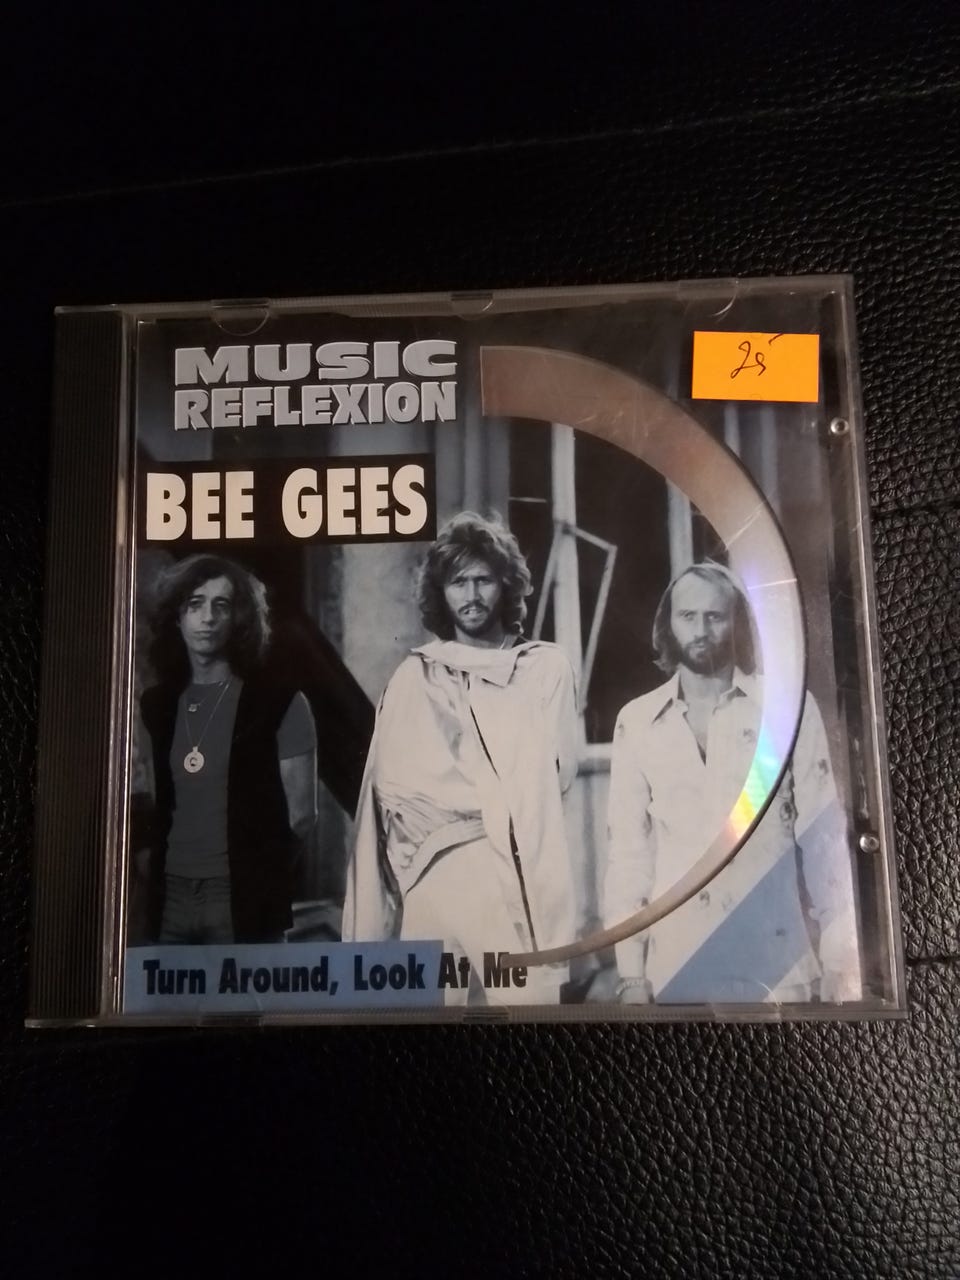 MUSIC
REFLEXION
BEE GEES
25
Turn Around, Look At Me